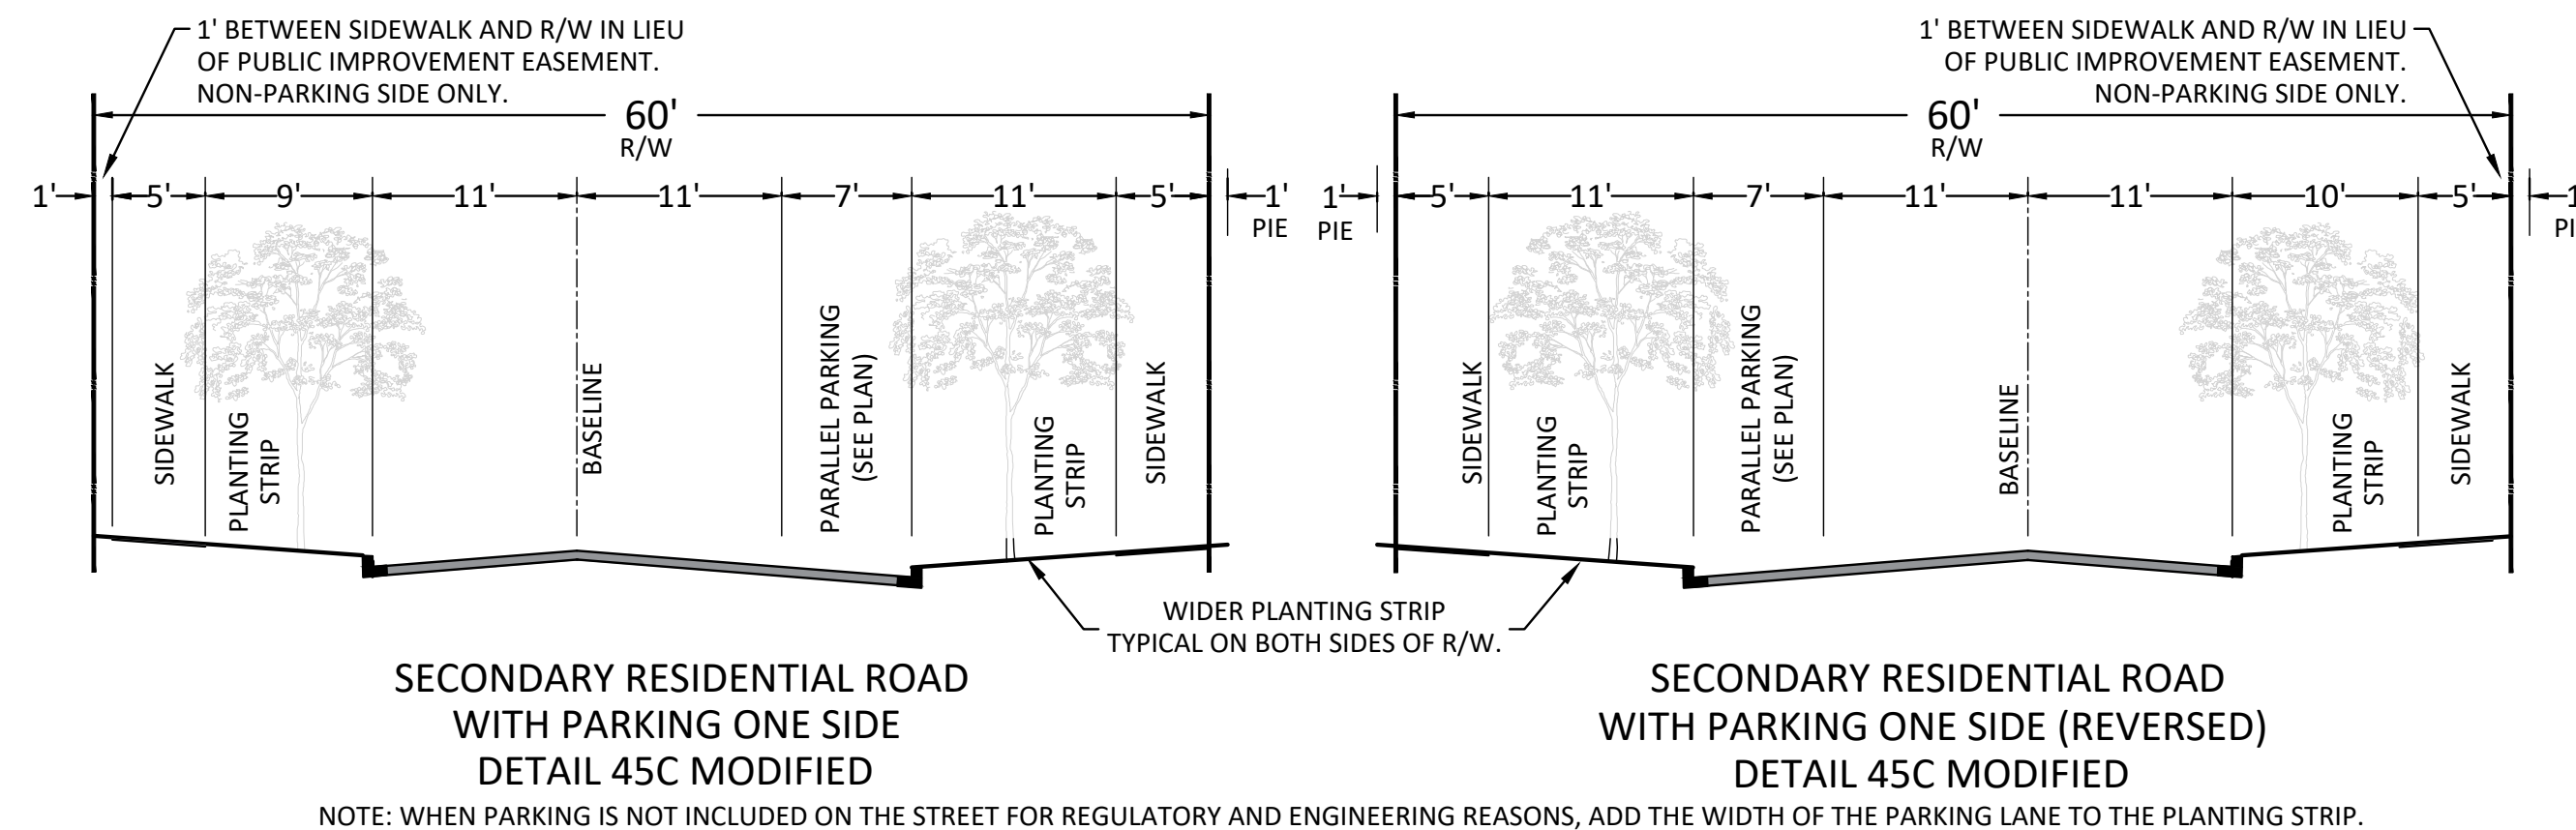 1' BETWEEN SIDEWALK AND R/W IN LIEU
OF PUBLIC IMPROVEMENT EASEMENT.
NON-PARKING SIDE ONLY.
60'
R/W
1' 5' 9' 11' 11' 7' 11' 5' 1'
PIE
SIDEWALK
PLANTING
STRIP
BASELINE
PARALLEL PARKING
(SEE PLAN)
PLANTING
STRIP
SIDEWALK
1' BETWEEN SIDEWALK AND R/W IN LIEU
OF PUBLIC IMPROVEMENT EASEMENT.
NON-PARKING SIDE ONLY.
60'
R/W
1' 5' 11' 7' 11' 11' 10' 5'
PIE
SIDEWALK
PLANTING
STRIP
PARALLEL PARKING
(SEE PLAN)
BASELINE
PLANTING
STRIP
SIDEWALK
WIDER PLANTING STRIP
TYPICAL ON BOTH SIDES OF R/W.
SECONDARY RESIDENTIAL ROAD
WITH PARKING ONE SIDE
DETAIL 45C MODIFIED
SECONDARY RESIDENTIAL ROAD
WITH PARKING ONE SIDE (REVERSED)
DETAIL 45C MODIFIED
NOTE: WHEN PARKING IS NOT INCLUDED ON THE STREET FOR REGULATORY AND ENGINEERING REASONS, ADD THE WIDTH OF THE PARKING LANE TO THE PLANTING STRIP.